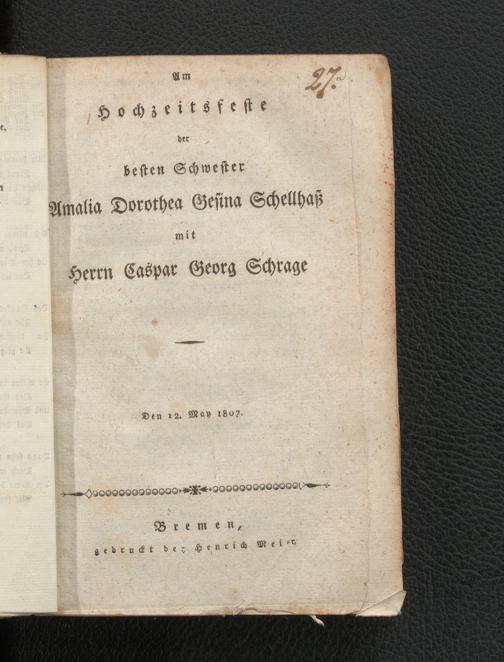 27.
Am
Hochzeitsfeste
der
besten Schwester
Amalia Dorothea Gesina Schellhaß
mit
Herrn Caspar Georg Schrage
Den 12. May 1807.
Bremen,
gedruckt bey Henrich Meier